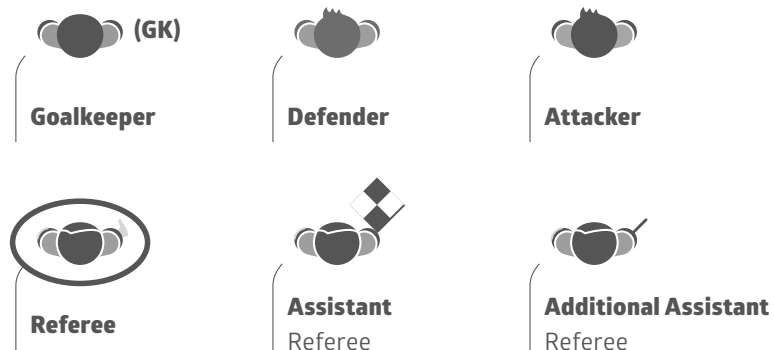 (GK)
Goalkeeper
Defender
Attacker
Referee
Assistant
Referee
Additional Assistant
Referee